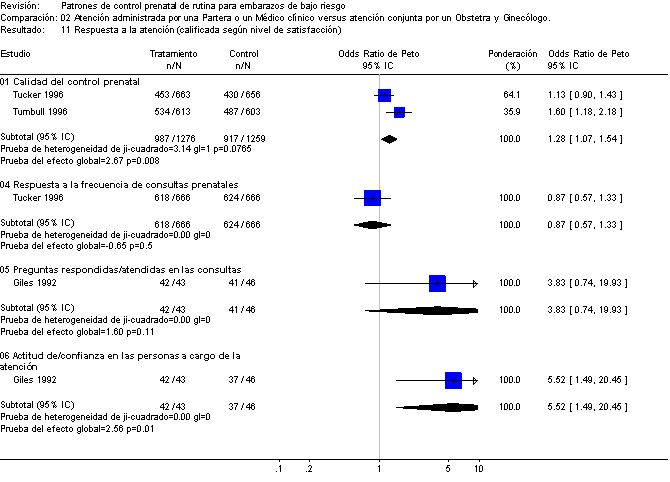 Revisión: Patrones de control prenatal de rutina para embarazos de bajo riesgo
Comparación: 02 Atención administrada por una Partera o un Médico clínico versus atención conjunta por un Obstetra y Ginecólogo.
Resultado: 11 Respuesta a la atención (calificada según nivel de satisfacción)
Estudio Tratamiento Control Odds Ratio de Peto Ponderación Odds Ratio de Peto
n/N n/N 95% IC (%) 95% IC
01 Calidad del control prenatal
Tucker 1996 453/663 430/656 64.1 1.13 [ 0.90, 1.43]
Turnbull 1996 534/613 487/603 35.9 1.60 [ 1.18, 2.18]
Subtotal (95% IC) 987/1276 917/1259 100.0 1.28 [ 1.07, 1.54]
Prueba de heterogeneidad de ji-cuadrado=3.14 gl=1 p=0.0765
Prueba del efecto global=2.67 p=0.008
04 Respuesta a la frecuencia de consultas prenatales
Tucker 1996 618/666 624/666 100.0 0.87 [ 0.57, 1.33]
Subtotal (95% IC) 618/666 624/666 100.0 0.87 [ 0.57, 1.33]
Prueba de heterogeneidad de ji-cuadrado=0.00 gl=0
Prueba del efecto global=-0.65 p=0.5
05 Preguntas respondidas/atendidas en las consultas
Giles 1992 42/43 41/46 100.0 3.83 [ 0.74, 19.93]
Subtotal (95% IC) 42/43 41/46 100.0 3.83 [ 0.74, 19.93]
Prueba de heterogeneidad de ji-cuadrado=0.00 gl=0
Prueba del efecto global=1.60 p=0.11
06 Actitud de/confianza en las personas a cargo de la
atención
Giles 1992 42/43 37/46 100.0 5.52 [ 1.49, 20.45]
Subtotal (95% IC) 42/43 37/46 100.0 5.52 [ 1.49, 20.45]
Prueba de heterogeneidad de ji-cuadrado=0.00 gl=0
Prueba del efecto global=2.56 p=0.01
.1 .2 1 5 10